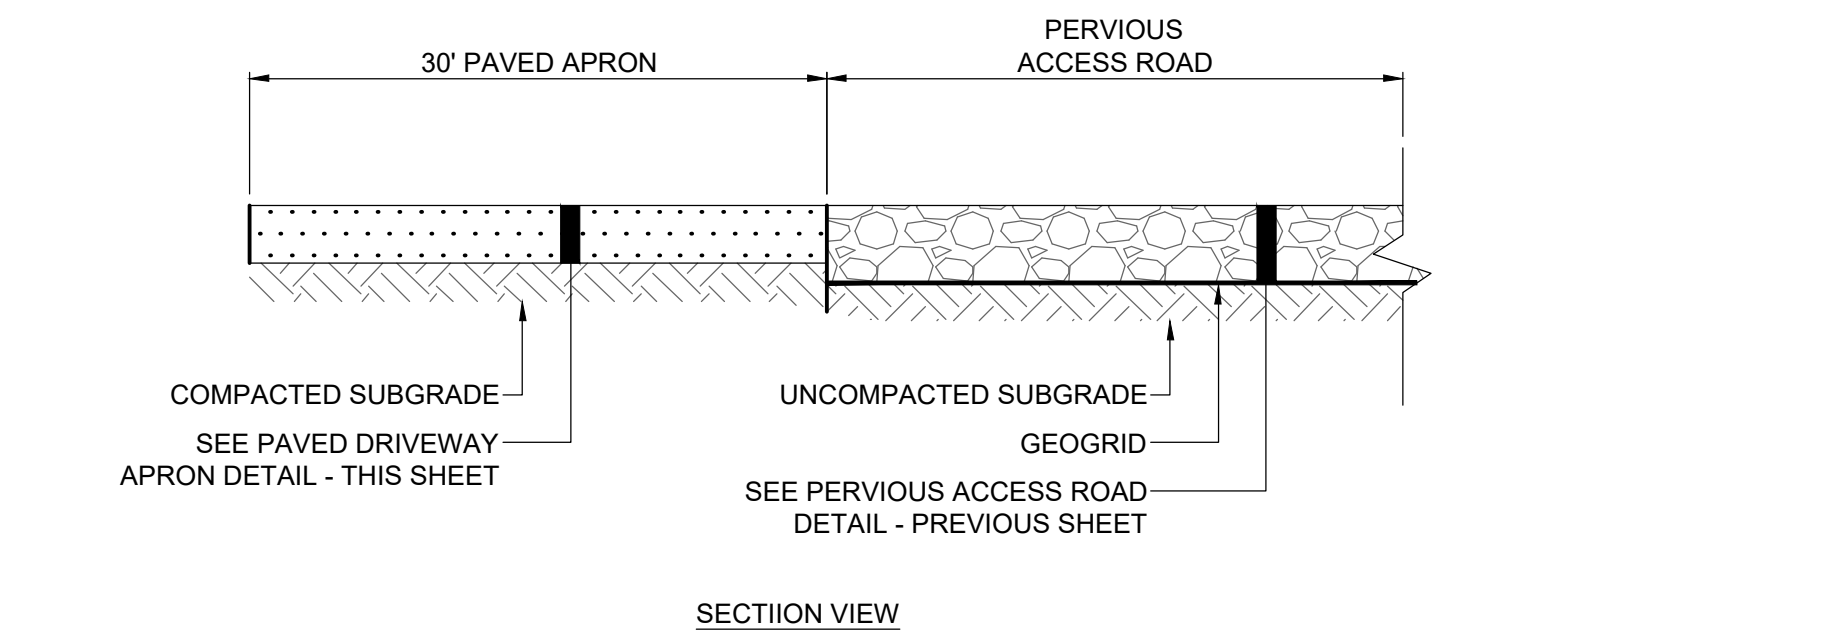 30' PAVED APRON
PERVIOUS
ACCESS ROAD
COMPACTED SUBGRADE
SEE PAVED DRIVEWAY
APRON DETAIL - THIS SHEET
UNCOMPACTED SUBGRADE
GEOGRID
SEE PERVIOUS ACCESS ROAD
DETAIL - PREVIOUS SHEET
SECTIION VIEW